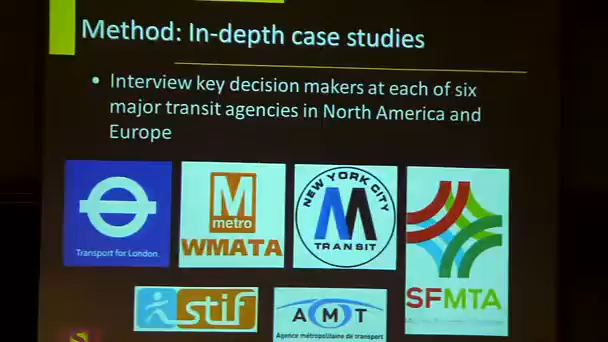 Method: In-depth case studies
• Interview key decision makers at each of six
major transit agencies in North America and
Europe
Transport for London.
M
metro
WMATA
NEW YORK CITY
M
TRANSIT
SFMTA
stif
AMT
Agence métropolitaine de transport